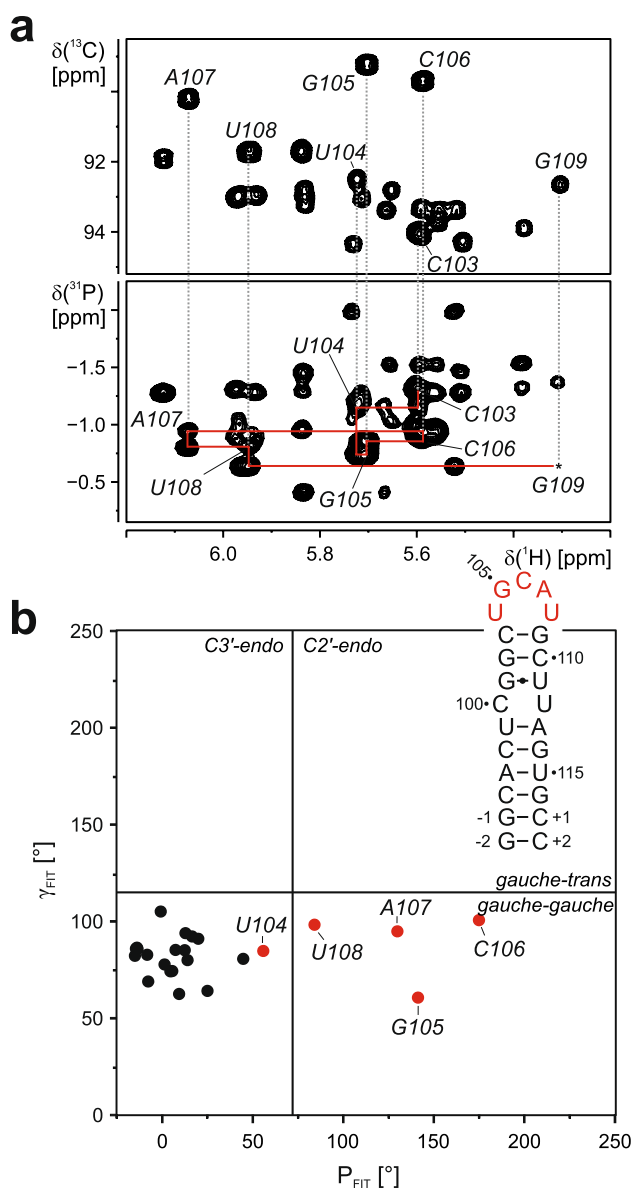 a
δ(¹³C) [ppm]
A107
G105
C106
U108
U104
G109
92
94
C103
δ(³¹P) [ppm]
−1.5
−1.0
−0.5
U104
A107
C103
C106
U108
G105
*
G109
6.0 5.8 5.6
δ(¹H) [ppm]
b
C3'-endo C2'-endo
105•
G C A
U U
C–G
G–C •110
G•U
100• C U
U A
C–G
A–U •115
C–G
-1 G–C +1
-2 G–C +2
gauche-trans
gauche-gauche
250
200
150
100
50
0
γFIT [°]
U104
U108
A107
C106
G105
0 50 100 150 200 250
PFIT [°]